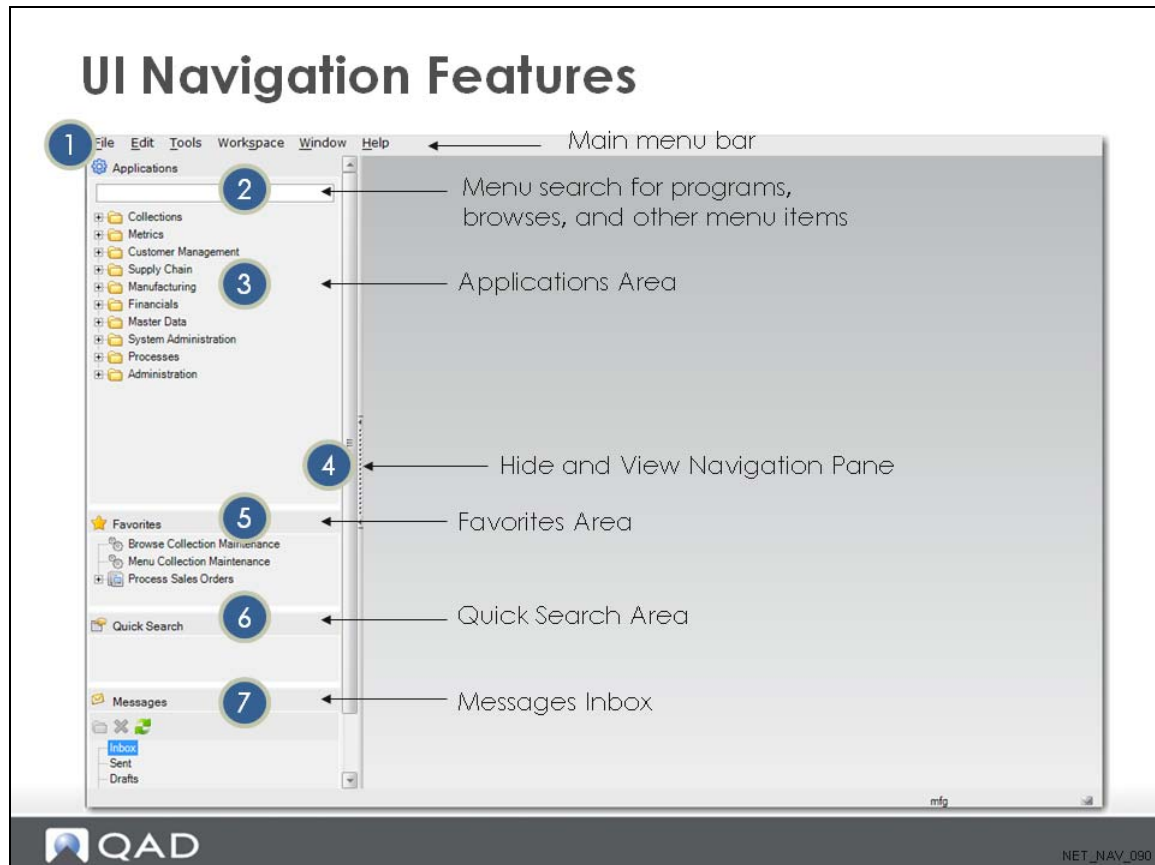 UI Navigation Features
1
File Edit Tools Workspace Window Help
Main menu bar
Applications
2
Menu search for programs,
browses, and other menu items
Collections
Metrics
Customer Management
Supply Chain
3
Applications Area
Manufacturing
Financials
Master Data
System Administration
Processes
Administration
4
Hide and View Navigation Pane
Favorites
5
Favorites Area
Browse Collection Maintenance
Menu Collection Maintenance
Process Sales Orders
Quick Search
6
Quick Search Area
Messages
7
Messages Inbox
Inbox
Sent
Drafts
mfg
QAD
NET_NAV_090